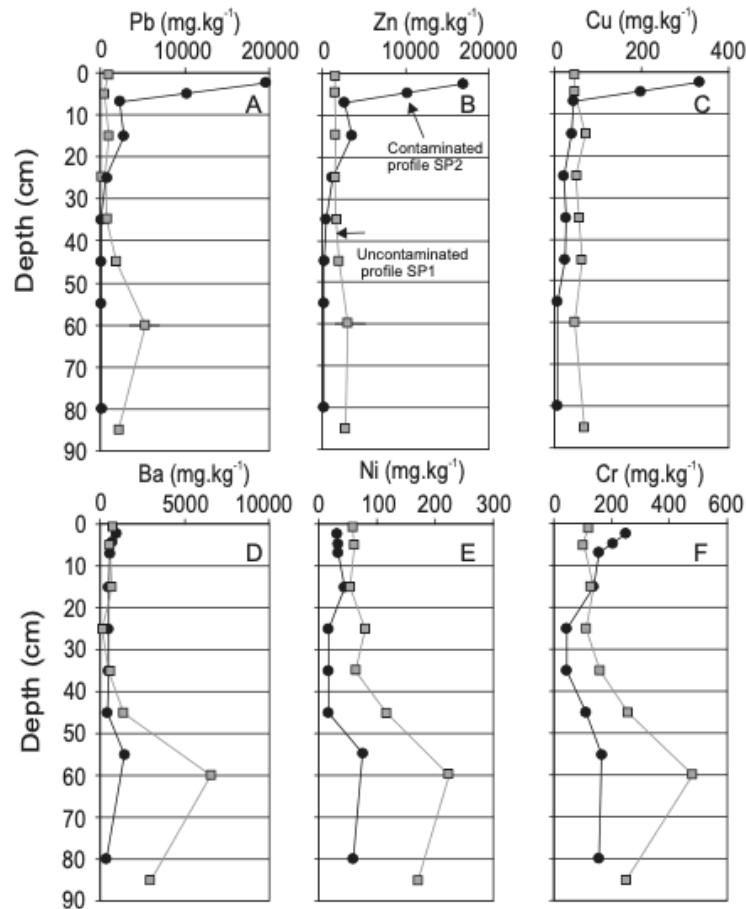 Pb (mg.kg⁻¹) Zn (mg.kg⁻¹) Cu (mg.kg⁻¹)
0 10000 20000 0 10000 20000 0 200 400
Depth (cm)
0
10
20
30
40
50
60
70
80
90
A
B
C
Contaminated
profile SP2
Uncontaminated
profile SP1
Ba (mg.kg⁻¹) Ni (mg.kg⁻¹) Cr (mg.kg⁻¹)
0 5000 10000 0 100 200 300 0 200 400 600
Depth (cm)
0
10
20
30
40
50
60
70
80
90
D
E
F